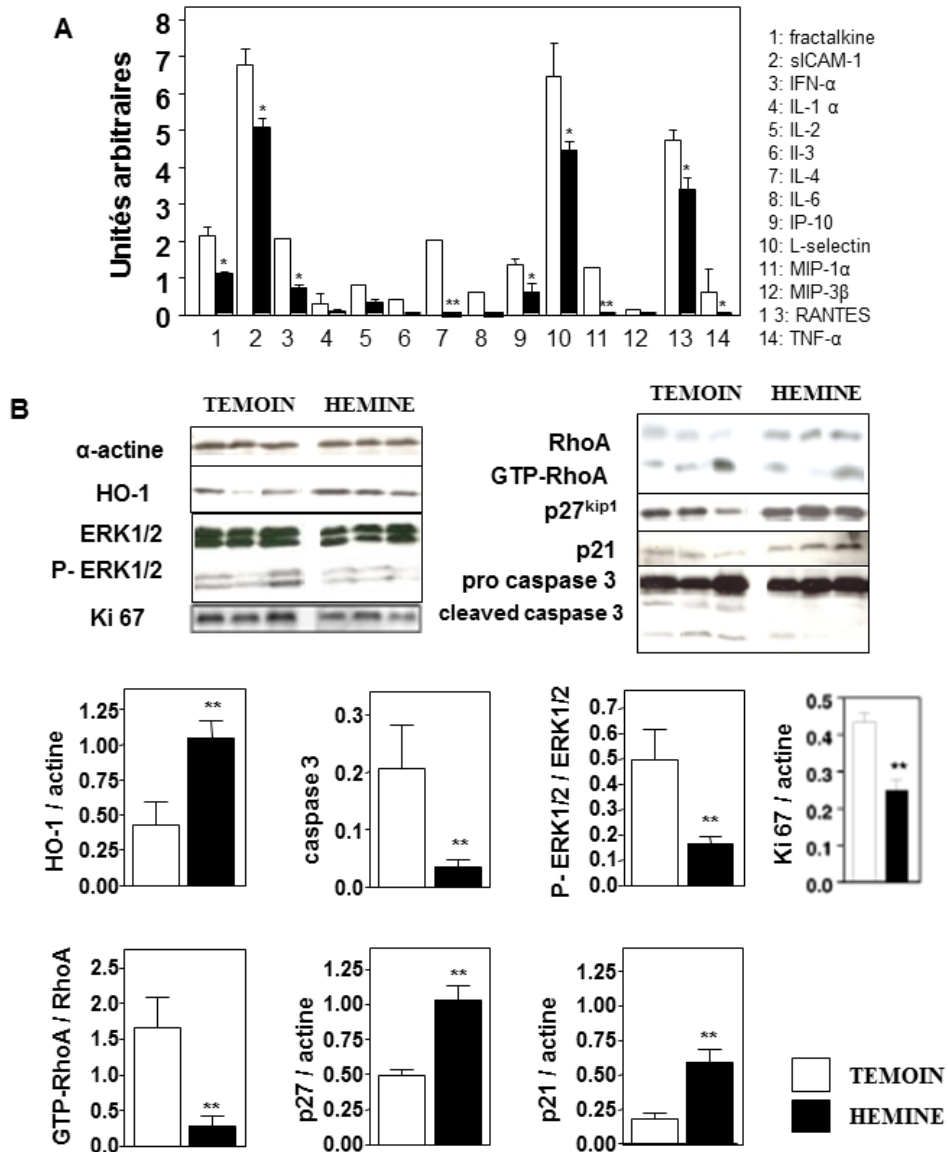 A
Unités arbitraires
8
7
6
5
4
3
2
1
0
*
*
*
**
*
*
**
*
*
1 2 3 4 5 6 7 8 9 10 11 12 13 14
1: fractalkine
2: sICAM-1
3: IFN-α
4: IL-1 α
5: IL-2
6: Il-3
7: IL-4
8: IL-6
9: IP-10
10: L-selectin
11: MIP-1α
12: MIP-3β
1 3: RANTES
14: TNF-α
B
TEMOIN HEMINE
α-actine
HO-1
ERK1/2
P- ERK1/2
Ki 67
TEMOIN HEMINE
RhoA
GTP-RhoA
p27kip1
p21
pro caspase 3
cleaved caspase 3
HO-1 / actine
1.25
1.00
0.75
0.50
0.25
0.00
**
caspase 3
0.3
0.2
0.1
0.0
**
P- ERK1/2 / ERK1/2
0.7
0.6
0.5
0.4
0.3
0.2
0.1
0.0
**
Ki 67 / actine
0.5
0.4
0.3
0.2
0.1
0.0
**
GTP-RhoA / RhoA
2.5
2.0
1.5
1.0
0.5
0.0
**
p27 / actine
1.25
1.00
0.75
0.50
0.25
0.00
**
p21 / actine
1.25
1.00
0.75
0.50
0.25
0.00
**
TEMOIN
HEMINE